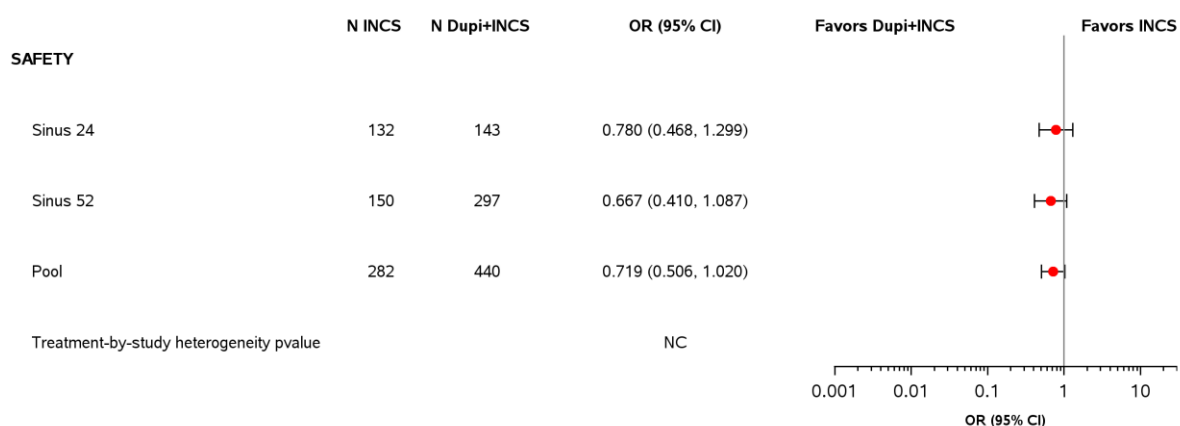 N INCS N Dupi+INCS OR (95% CI) Favors Dupi+INCS Favors INCS
SAFETY
Sinus 24 132 143 0.780 (0.468, 1.299)
Sinus 52 150 297 0.667 (0.410, 1.087)
Pool 282 440 0.719 (0.506, 1.020)
Treatment-by-study heterogeneity pvalue NC
0.001 0.01 0.1 1 10
OR (95% CI)